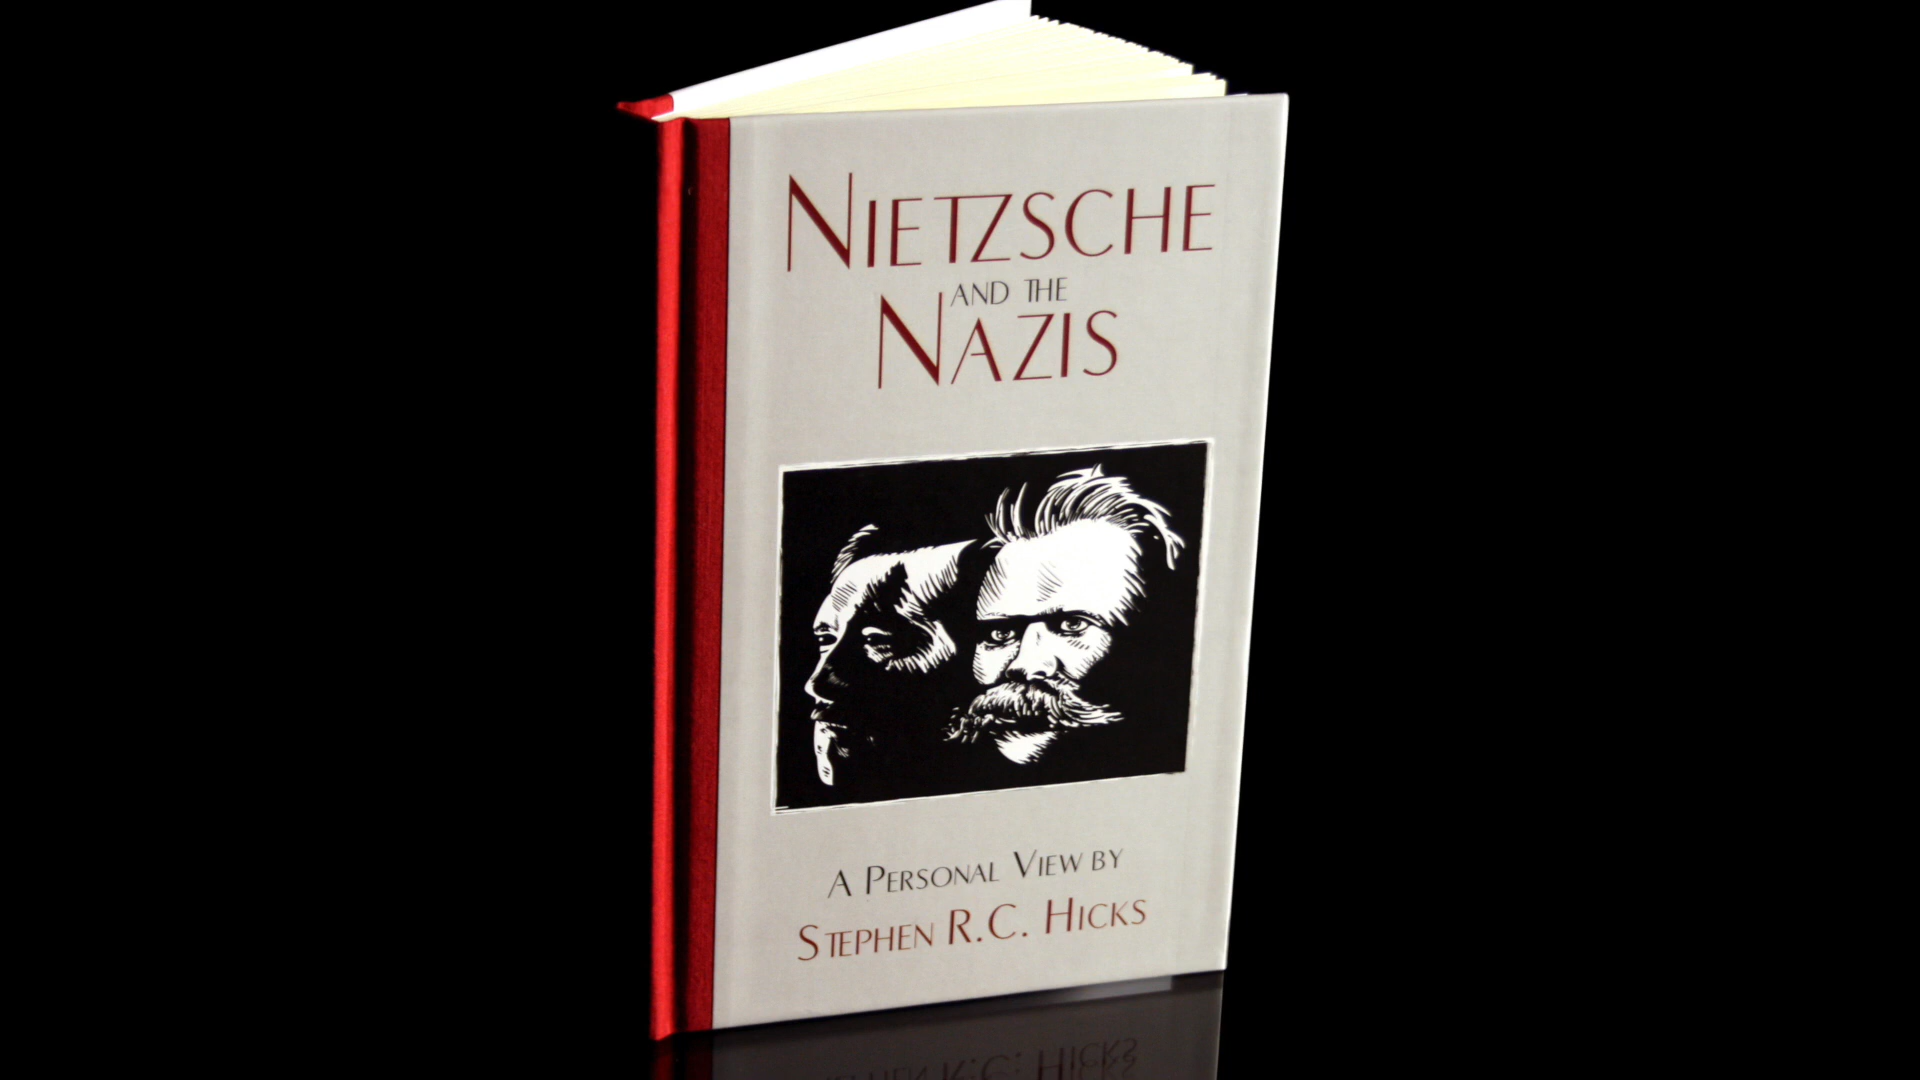 NIETZSCHE
AND THE
NAZIS
A PERSONAL VIEW BY
STEPHEN R.C. HICKS